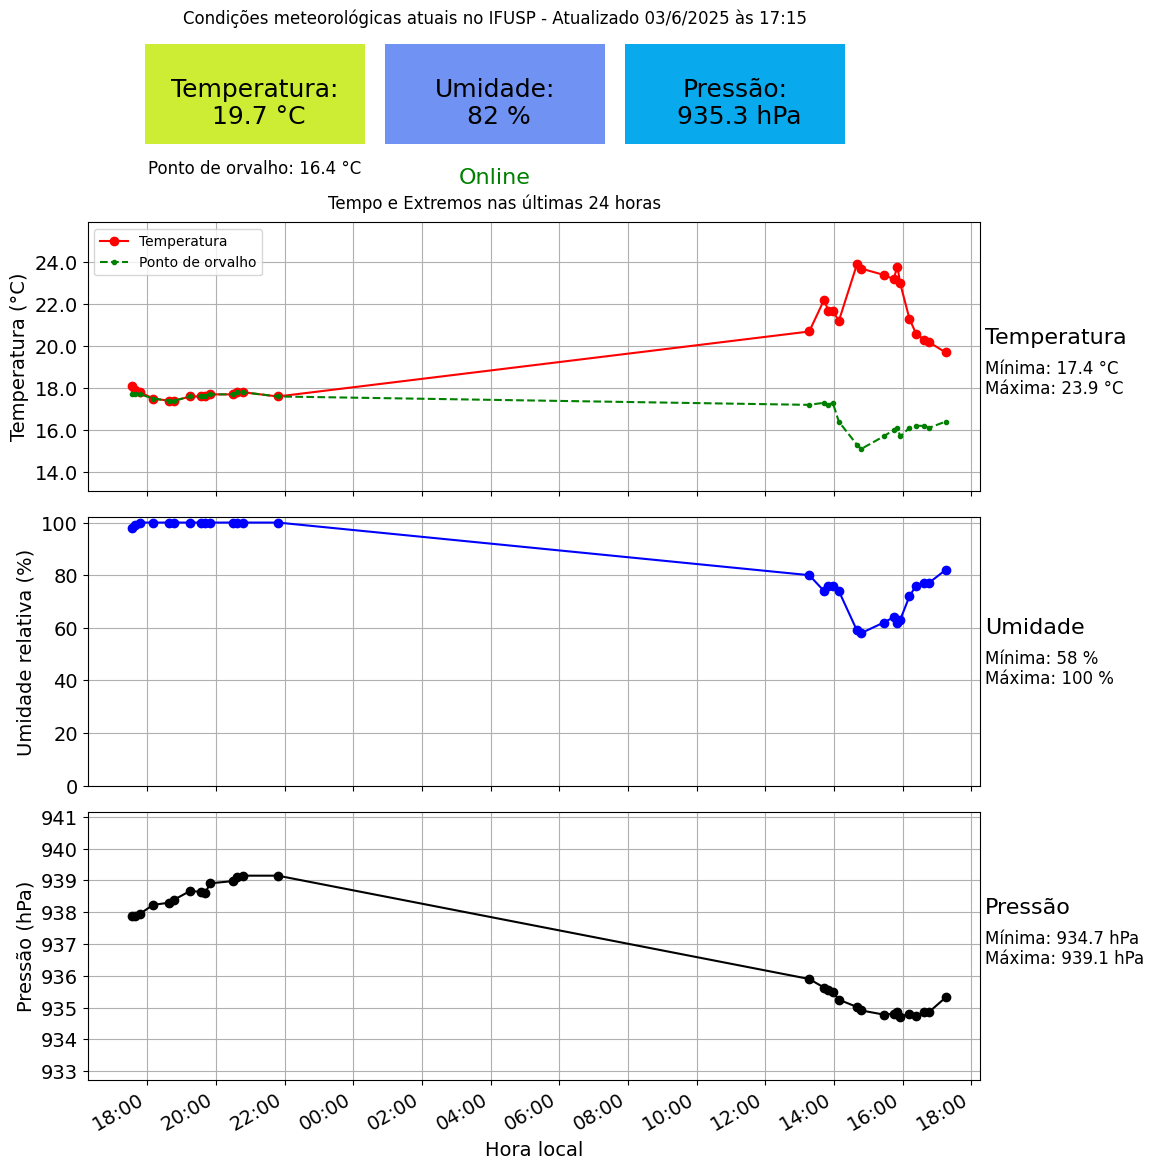 Condições meteorológicas atuais no IFUSP - Atualizado 03/6/2025 às 17:15
Temperatura:
19.7 °C
Umidade:
82 %
Pressão:
935.3 hPa
Ponto de orvalho: 16.4 °C
Online
Tempo e Extremos nas últimas 24 horas
Temperatura
Ponto de orvalho
Temperatura (°C)
24.0
22.0
20.0
18.0
16.0
14.0
Temperatura
Mínima: 17.4 °C
Máxima: 23.9 °C
Umidade relativa (%)
100
80
60
40
20
0
Umidade
Mínima: 58 %
Máxima: 100 %
Pressão (hPa)
941
940
939
938
937
936
935
934
933
Pressão
Mínima: 934.7 hPa
Máxima: 939.1 hPa
18:00 20:00 22:00 00:00 02:00 04:00 06:00 08:00 10:00 12:00 14:00 16:00 18:00
Hora local